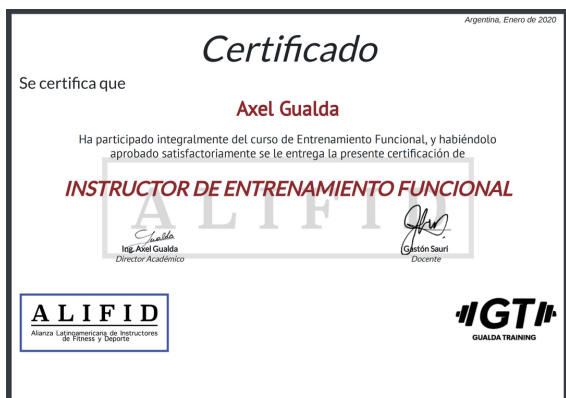 Argentina, Enero de 2020
Certificado
Se certifica que
Axel Gualda
Ha participado integralmente del curso de Entrenamiento Funcional, y habiéndolo
aprobado satisfactoriamente se le entrega la presente certificación de
INSTRUCTOR DE ENTRENAMIENTO FUNCIONAL
ALIFID
Gualda
Ing. Axel Gualda
Director Académico
Gastón Sauri
Docente
ALIFID
Alianza Latinoamericana de Instructores
de Fitness y Deporte
GT
GUALDA TRAINING